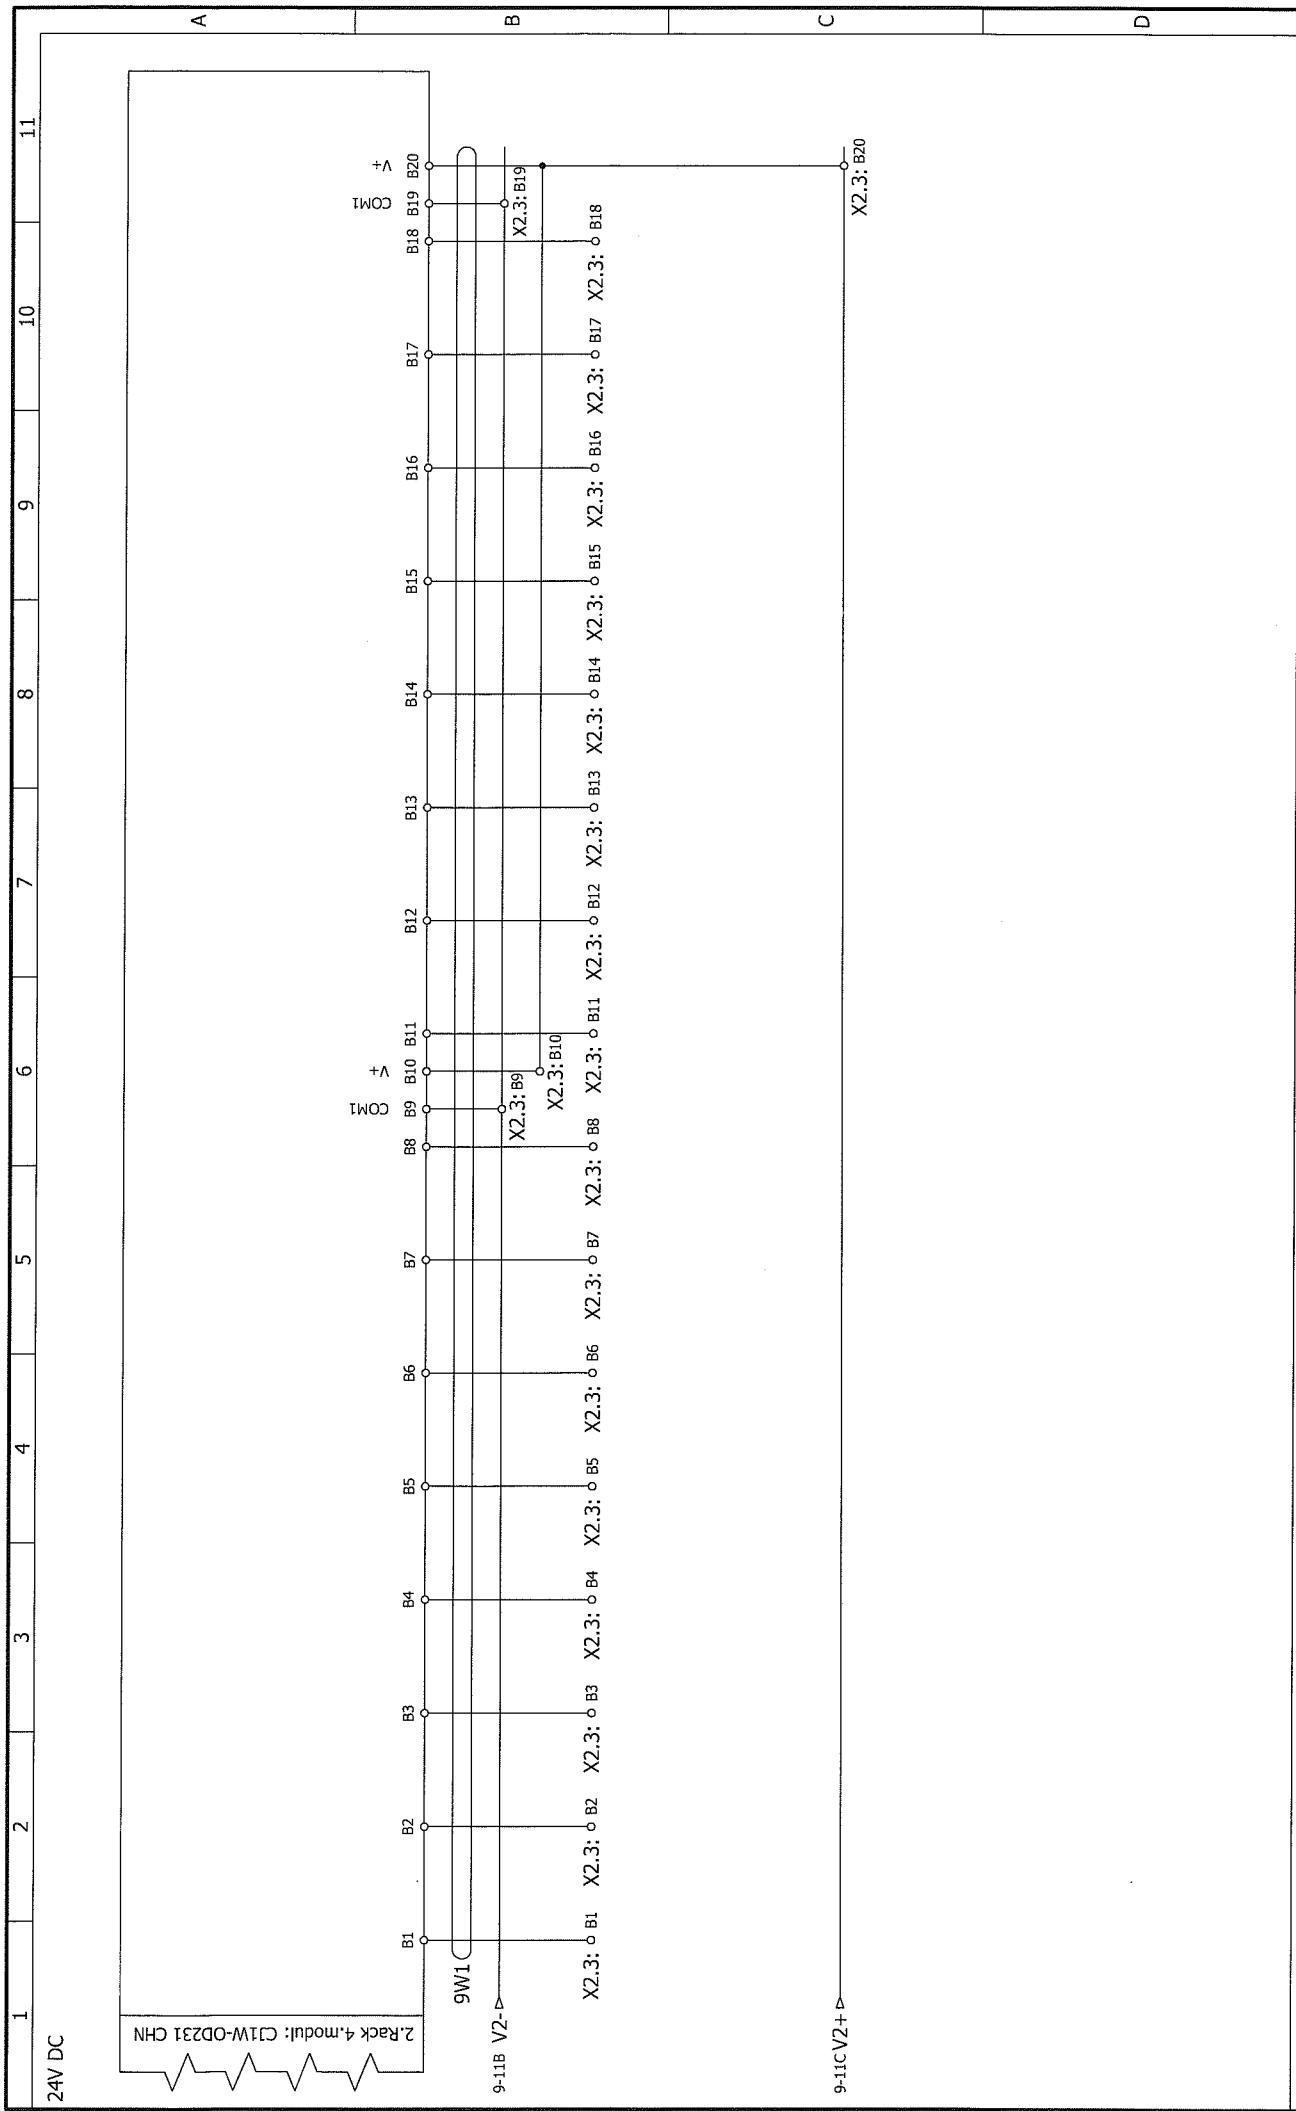 1 2 3 4 5 6 7 8 9 10 11
A
B
C
D
24V DC
2.Rack 4.modul: CJ1W-OD231 CHN
COM1 V+ COM1 V+
B1 B2 B3 B4 B5 B6 B7 B8 B9 B10 B11 B12 B13 B14 B15 B16 B17 B18 B19 B20
9W1
9-11B V2-
X2.3: B9
X2.3: B19
X2.3: B10
X2.3: B1
X2.3: B2
X2.3: B3
X2.3: B4
X2.3: B5
X2.3: B6
X2.3: B7
X2.3: B8
X2.3: B11
X2.3: B12
X2.3: B13
X2.3: B14
X2.3: B15
X2.3: B16
X2.3: B17
X2.3: B18
9-11C V2+
X2.3: B20